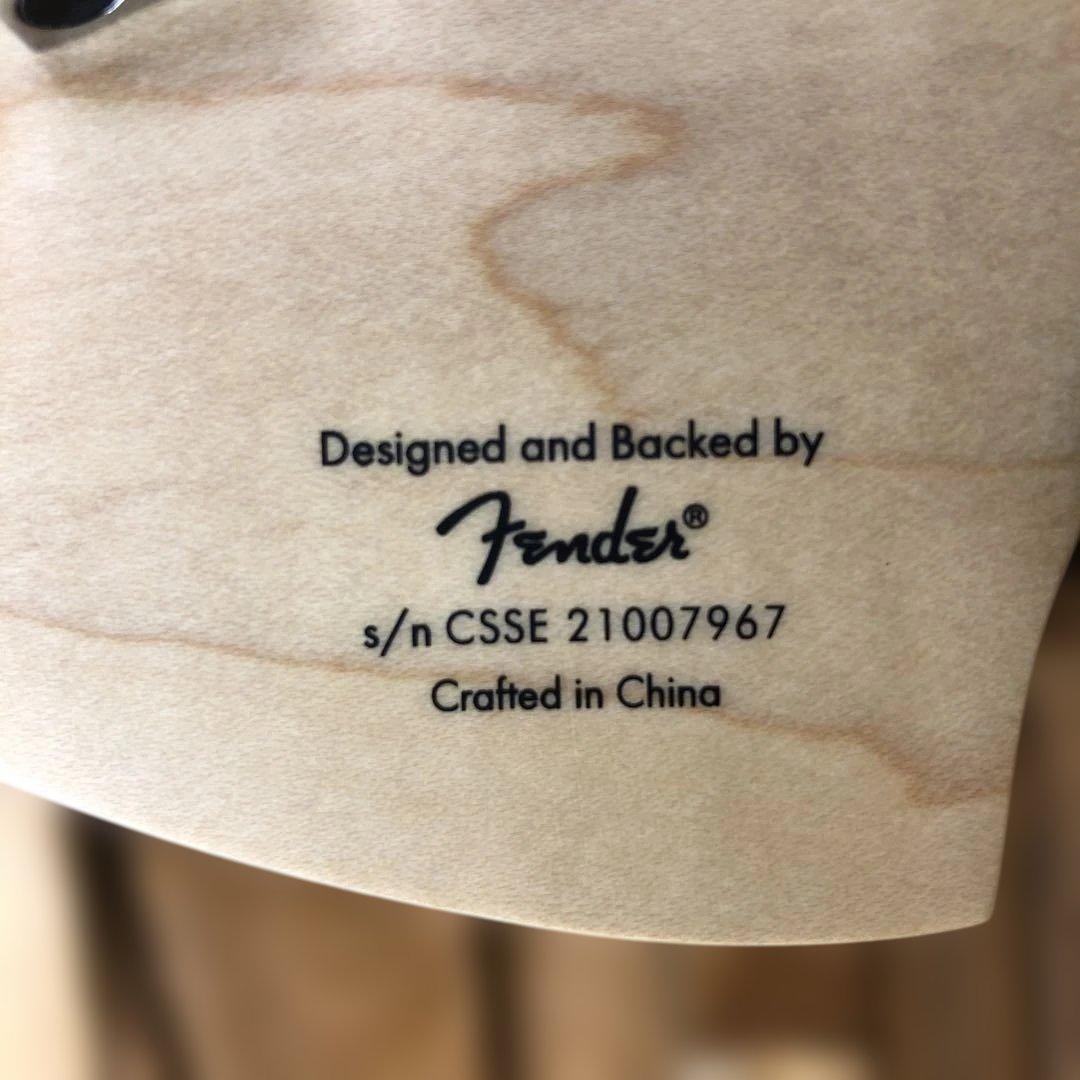 Designed and Backed by
Fender®
s/n CSSE 21007967
Crafted in China